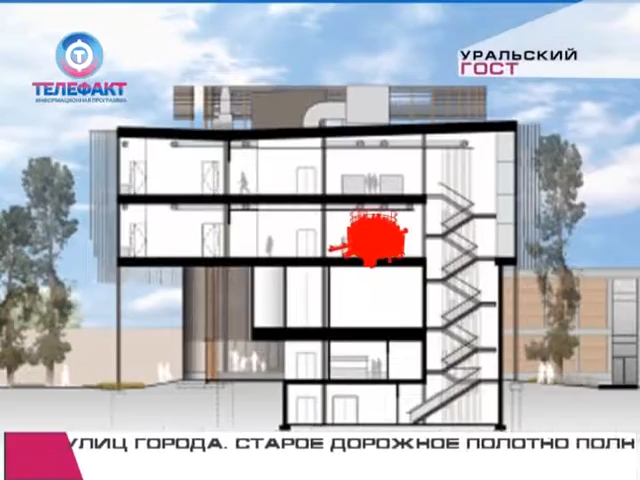 ТЕЛЕФАКТ
ИНФОРМАЦИОННАЯ ПРОГРАММА
УРАЛЬСКИЙ
ГОСТ
УЛИЦ ГОРОДА. СТАРОЕ ДОРОЖНОЕ ПОЛОТНО ПОЛН